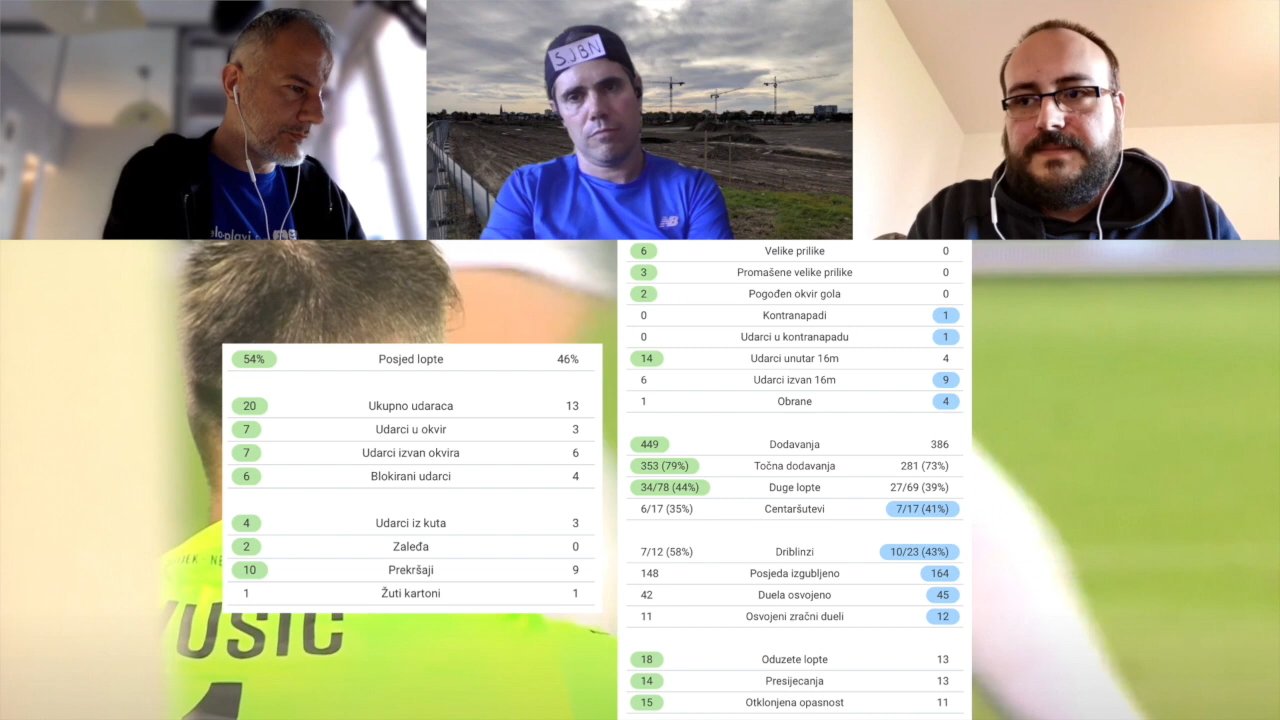 S.J.B.N
NB
54% Posjed lopte 46%
20 Ukupno udaraca 13
7 Udarci u okvir 3
7 Udarci izvan okvira 6
6 Blokirani udarci 4
4 Udarci iz kuta 3
2 Zaleđa 0
10 Prekršaji 9
1 Žuti kartoni 1
6 Velike prilike 0
3 Promašene velike prilike 0
2 Pogođen okvir gola 0
0 Kontranapadi 1
0 Udarci u kontranapadu 1
14 Udarci unutar 16m 4
6 Udarci izvan 16m 9
1 Obrane 4
449 Dodavanja 386
353 (79%) Točna dodavanja 281 (73%)
34/78 (44%) Duge lopte 27/69 (39%)
6/17 (35%) Centaršutevi 7/17 (41%)
7/12 (58%) Driblinzi 10/23 (43%)
148 Posjeda izgubljeno 164
42 Duela osvojeno 45
11 Osvojeni zračni dueli 12
18 Oduzete lopte 13
14 Presijecanja 13
15 Otklonjena opasnost 11
UŠIĆ